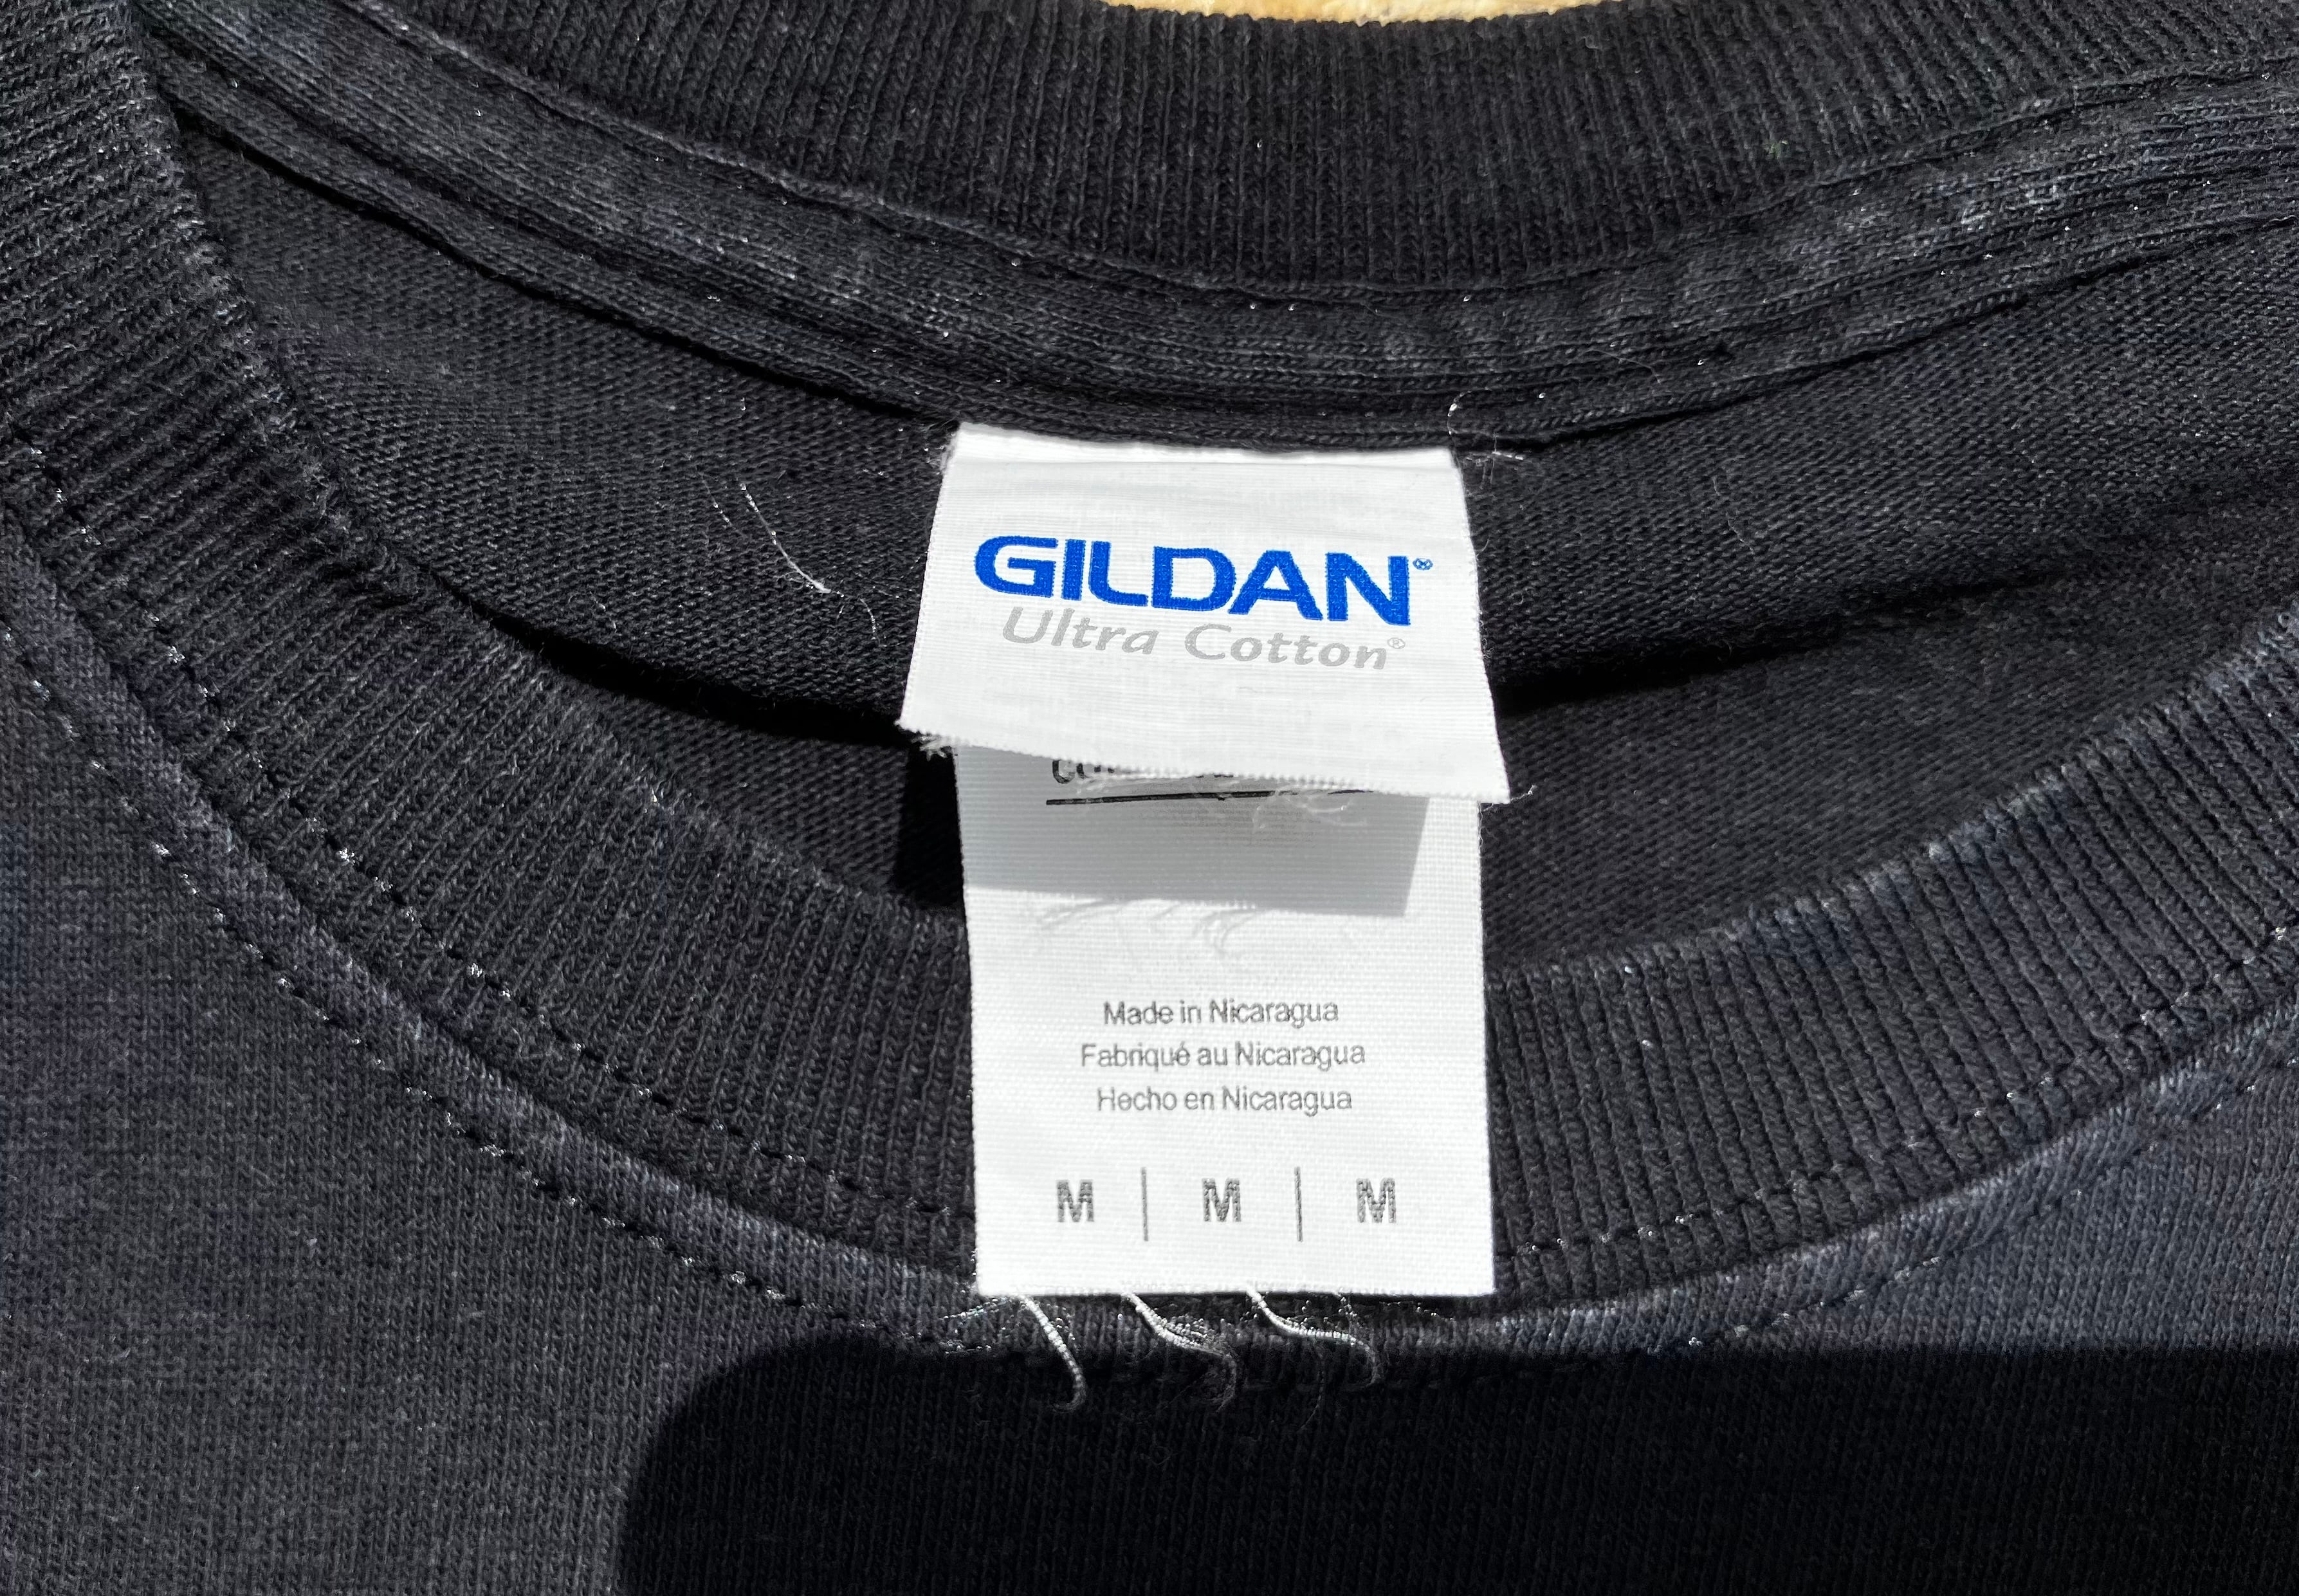 GILDAN®
Ultra Cotton®
Made in Nicaragua
Fabriqué au Nicaragua
Hecho en Nicaragua
M | M | M